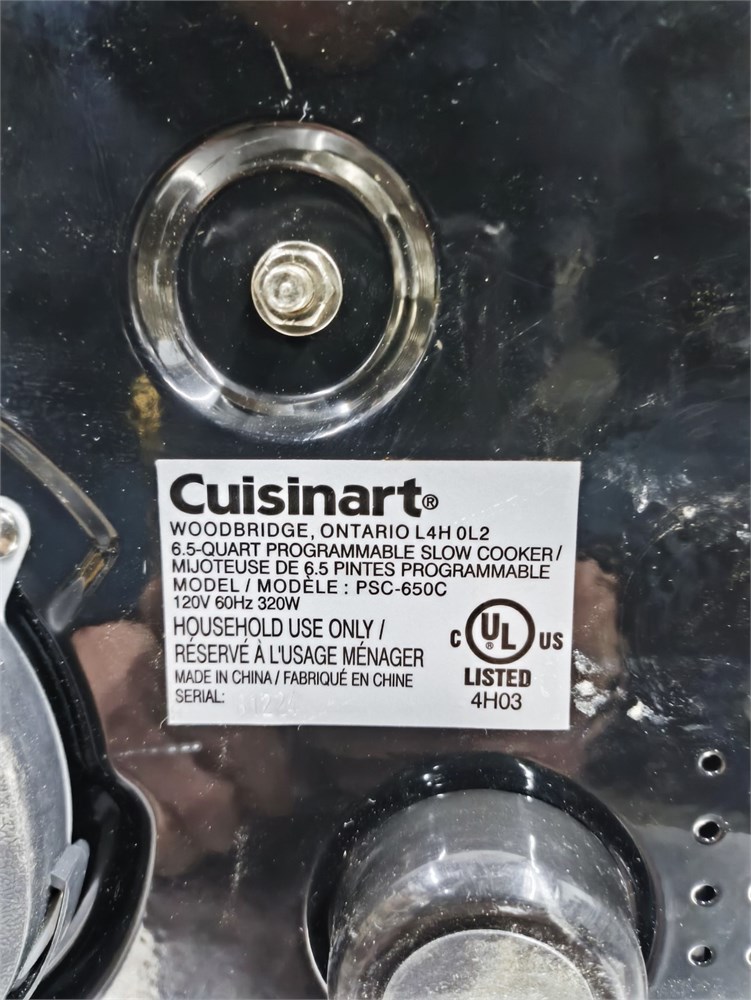 Cuisinart®
WOODBRIDGE, ONTARIO L4H 0L2
6.5-QUART PROGRAMMABLE SLOW COOKER /
MIJOTEUSE DE 6.5 PINTES PROGRAMMABLE
MODEL / MODÈLE : PSC-650C
120V 60Hz 320W
HOUSEHOLD USE ONLY /
RÉSERVÉ À L'USAGE MÉNAGER
MADE IN CHINA / FABRIQUÉ EN CHINE
SERIAL:
C UL® US
LISTED
4H03